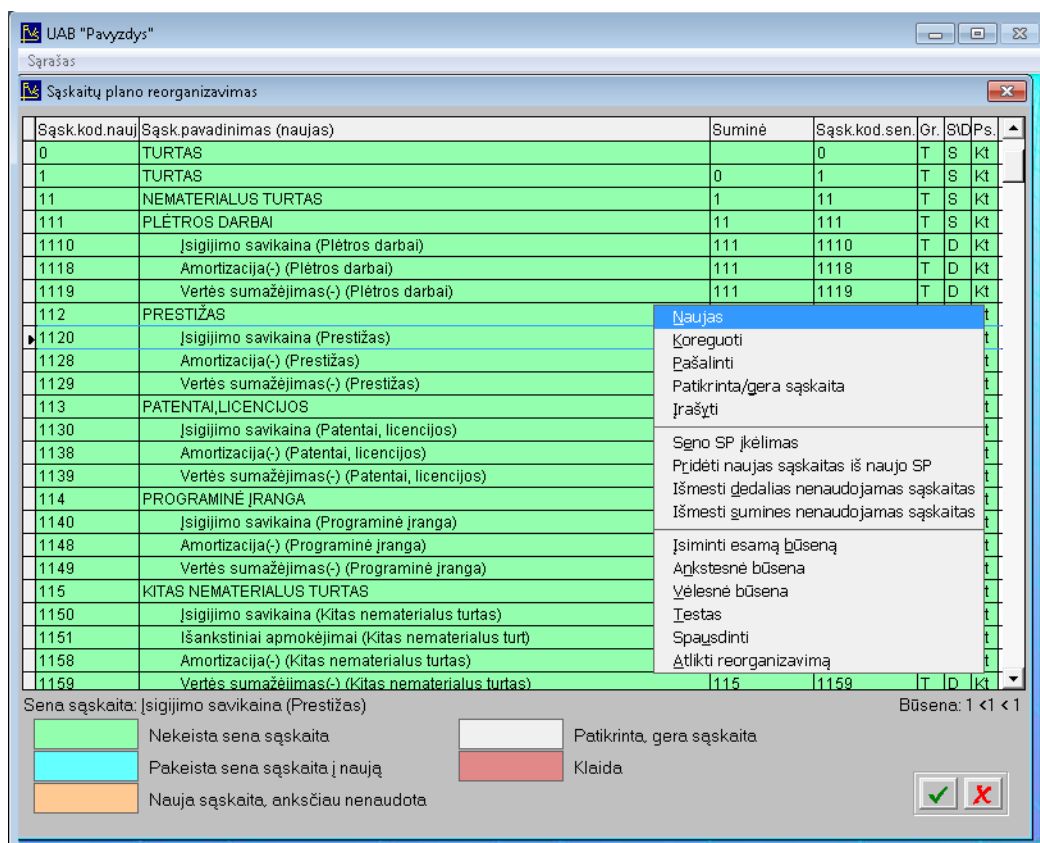 UAB "Pavyzdys"
Sąrašas
Sąskaitų plano reorganizavimas
Sąsk.kod.nauj Sąsk.pavadinimas (naujas) Suminė Sąsk.kod.sen. Gr. S\D Ps.
0 TURTAS 0 T S Kt
1 TURTAS 0 1 T S Kt
11 NEMATERIALUS TURTAS 1 11 T S Kt
111 PLĖTROS DARBAI 11 111 T S Kt
1110 Įsigijimo savikaina (Plėtros darbai) 111 1110 T D Kt
1118 Amortizacija(-) (Plėtros darbai) 111 1118 T D Kt
1119 Vertės sumažėjimas(-) (Plėtros darbai) 111 1119 T D Kt
112 PRESTIŽAS
1120 Įsigijimo savikaina (Prestižas)
1128 Amortizacija(-) (Prestižas)
1129 Vertės sumažėjimas(-) (Prestižas)
113 PATENTAI,LICENCIJOS
1130 Įsigijimo savikaina (Patentai, licencijos)
1138 Amortizacija(-) (Patentai, licencijos)
1139 Vertės sumažėjimas(-) (Patentai, licencijos)
114 PROGRAMINĖ ĮRANGA
1140 Įsigijimo savikaina (Programinė įranga)
1148 Amortizacija(-) (Programinė įranga)
1149 Vertės sumažėjimas(-) (Programinė įranga)
115 KITAS NEMATERIALUS TURTAS
1150 Įsigijimo savikaina (Kitas nematerialus turtas)
1151 Išankstiniai apmokėjimai (Kitas nematerialus turt)
1158 Amortizacija(-) (Kitas nematerialus turtas)
1159 Vertės sumažėjimas(-) (Kitas nematerialus turtas) 115 1159 T D Kt
Naujas
Koreguoti
Pašalinti
Patikrinta/gera sąskaita
Įrašyti
Seno SP įkėlimas
Pridėti naujas sąskaitas iš naujo SP
Išmesti dedalias nenaudojamas sąskaitas
Išmesti sumines nenaudojamas sąskaitas
Įsiminti esamą būseną
Ankstesnė būsena
Vėlesnė būsena
Testas
Spausdinti
Atlikti reorganizavimą
Sena sąskaita: Įsigijimo savikaina (Prestižas) Būsena: 1 <1 < 1
Nekeista sena sąskaita Patikrinta, gera sąskaita
Pakeista sena sąskaita į naują Klaida
Nauja sąskaita, anksčiau nenaudota